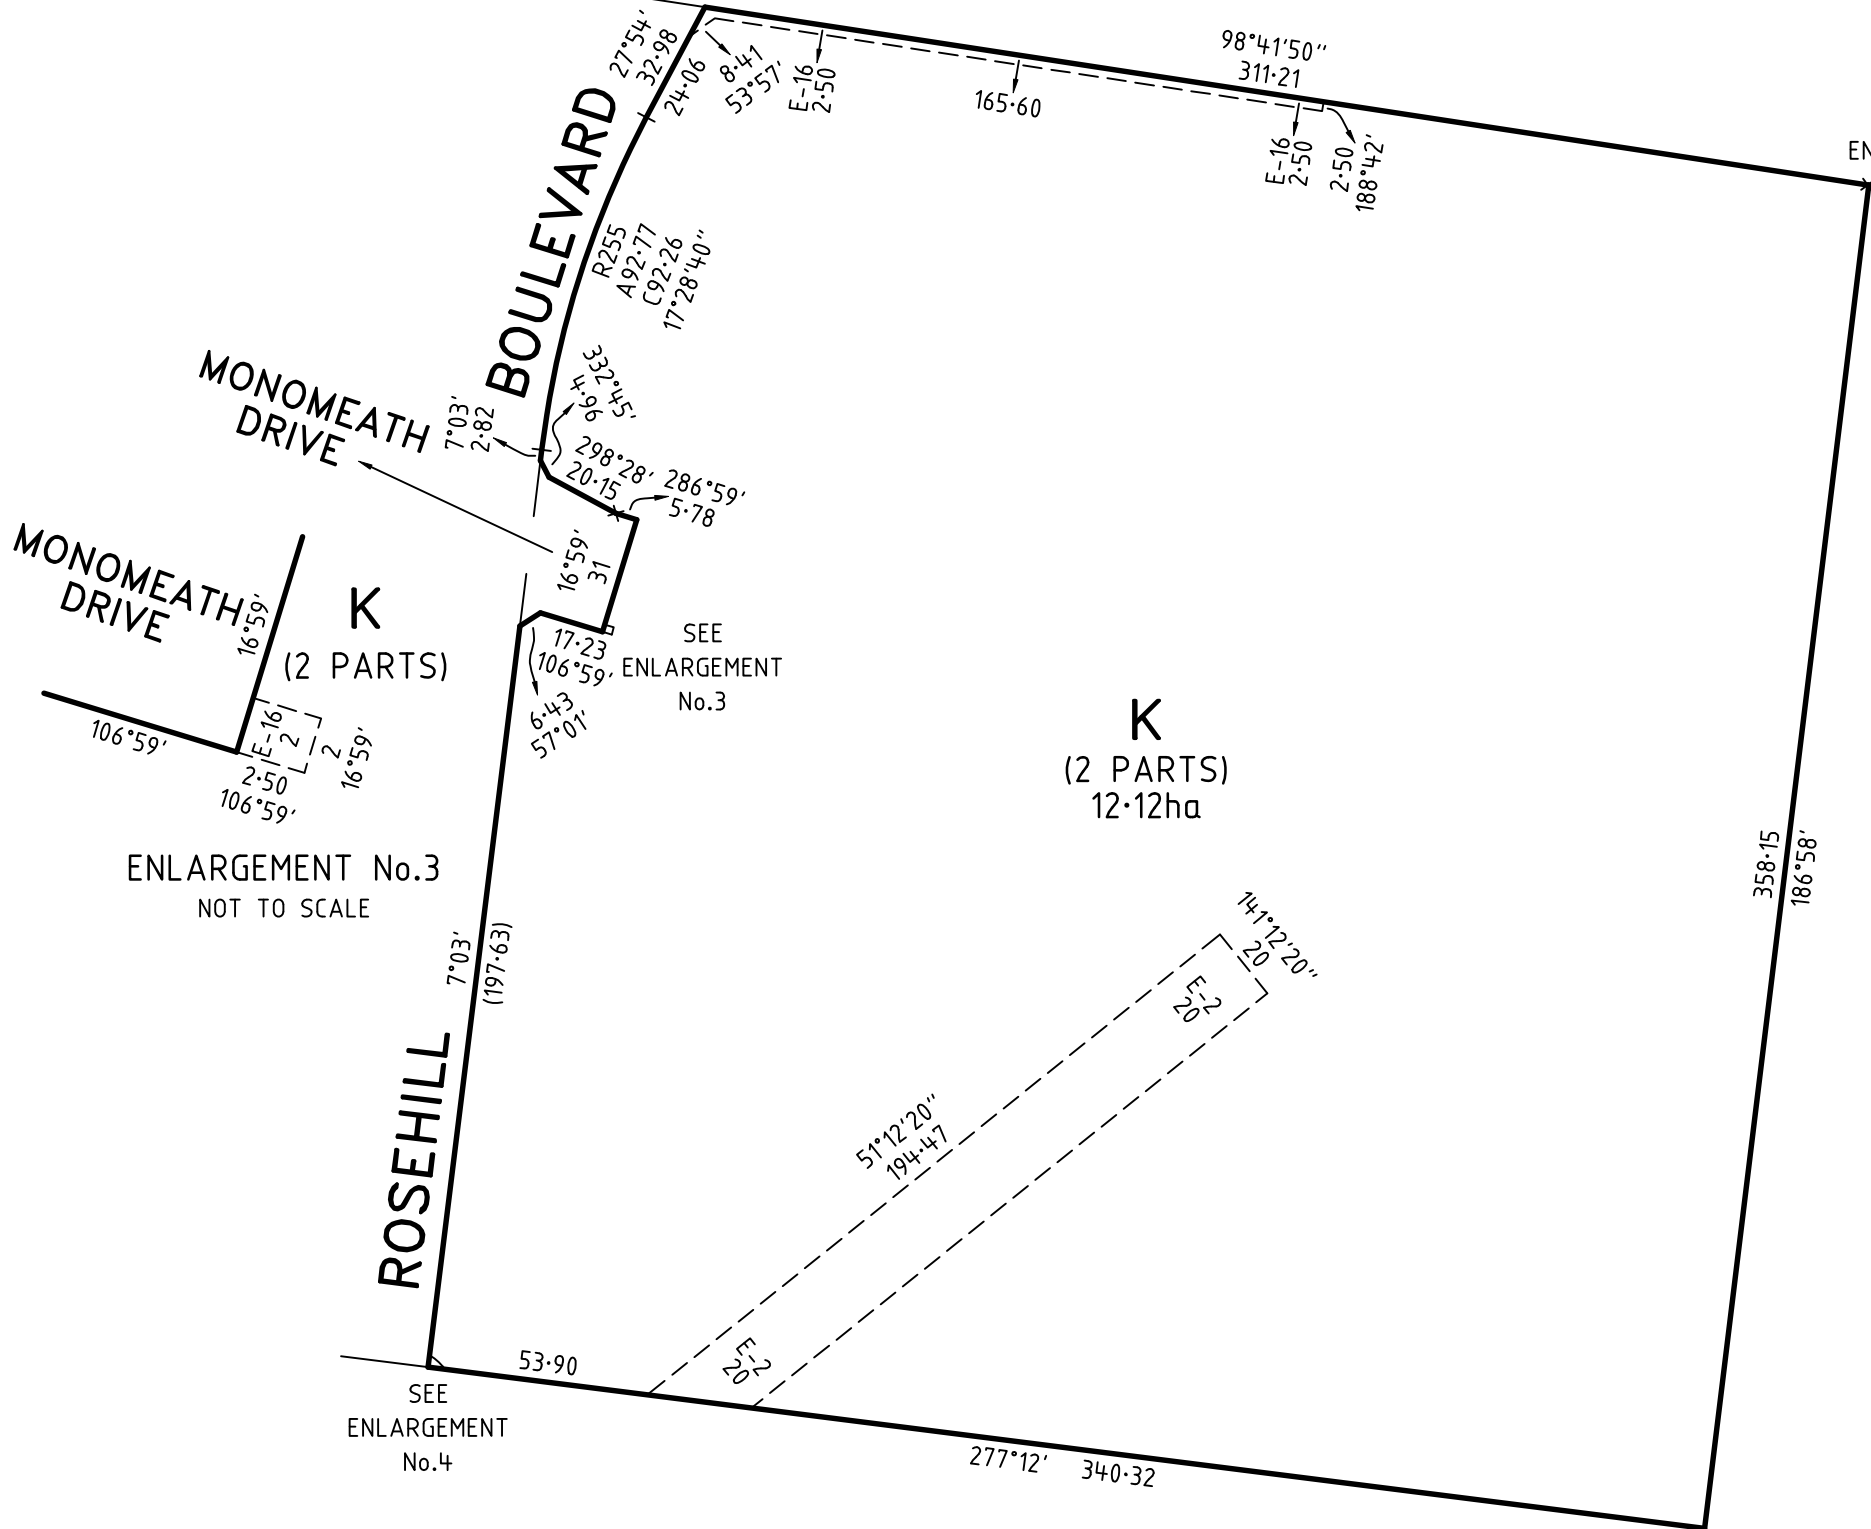 27°54'
32·98
24·06
8·41
53°57'
E-16
2·50
98°41'50"
311·21
165·60
E-16
2·50
2·50
188°42'
EN
BOULEVARD
R255
A92·77
C92·26
17°28'40"
MONOMEATH
DRIVE
7°03'
2·82
332°45'
4·96
298°28'
20·15
286°59'
5·78
16°59'
31
MONOMEATH
DRIVE
16°59'
K
(2 PARTS)
106°59'
E-16
2
2
16°59'
2·50
106°59'
ENLARGEMENT No.3
NOT TO SCALE
17·23
106°59'
6·43
57°01'
SEE
ENLARGEMENT
No.3
K
(2 PARTS)
12·12ha
358·15
186°58'
7°03'
(197·63)
ROSEHILL
141°12'20"
20
E-2
20
51°12'20"
194·47
E-2
20
53·90
SEE
ENLARGEMENT
No.4
277°12' 340·32